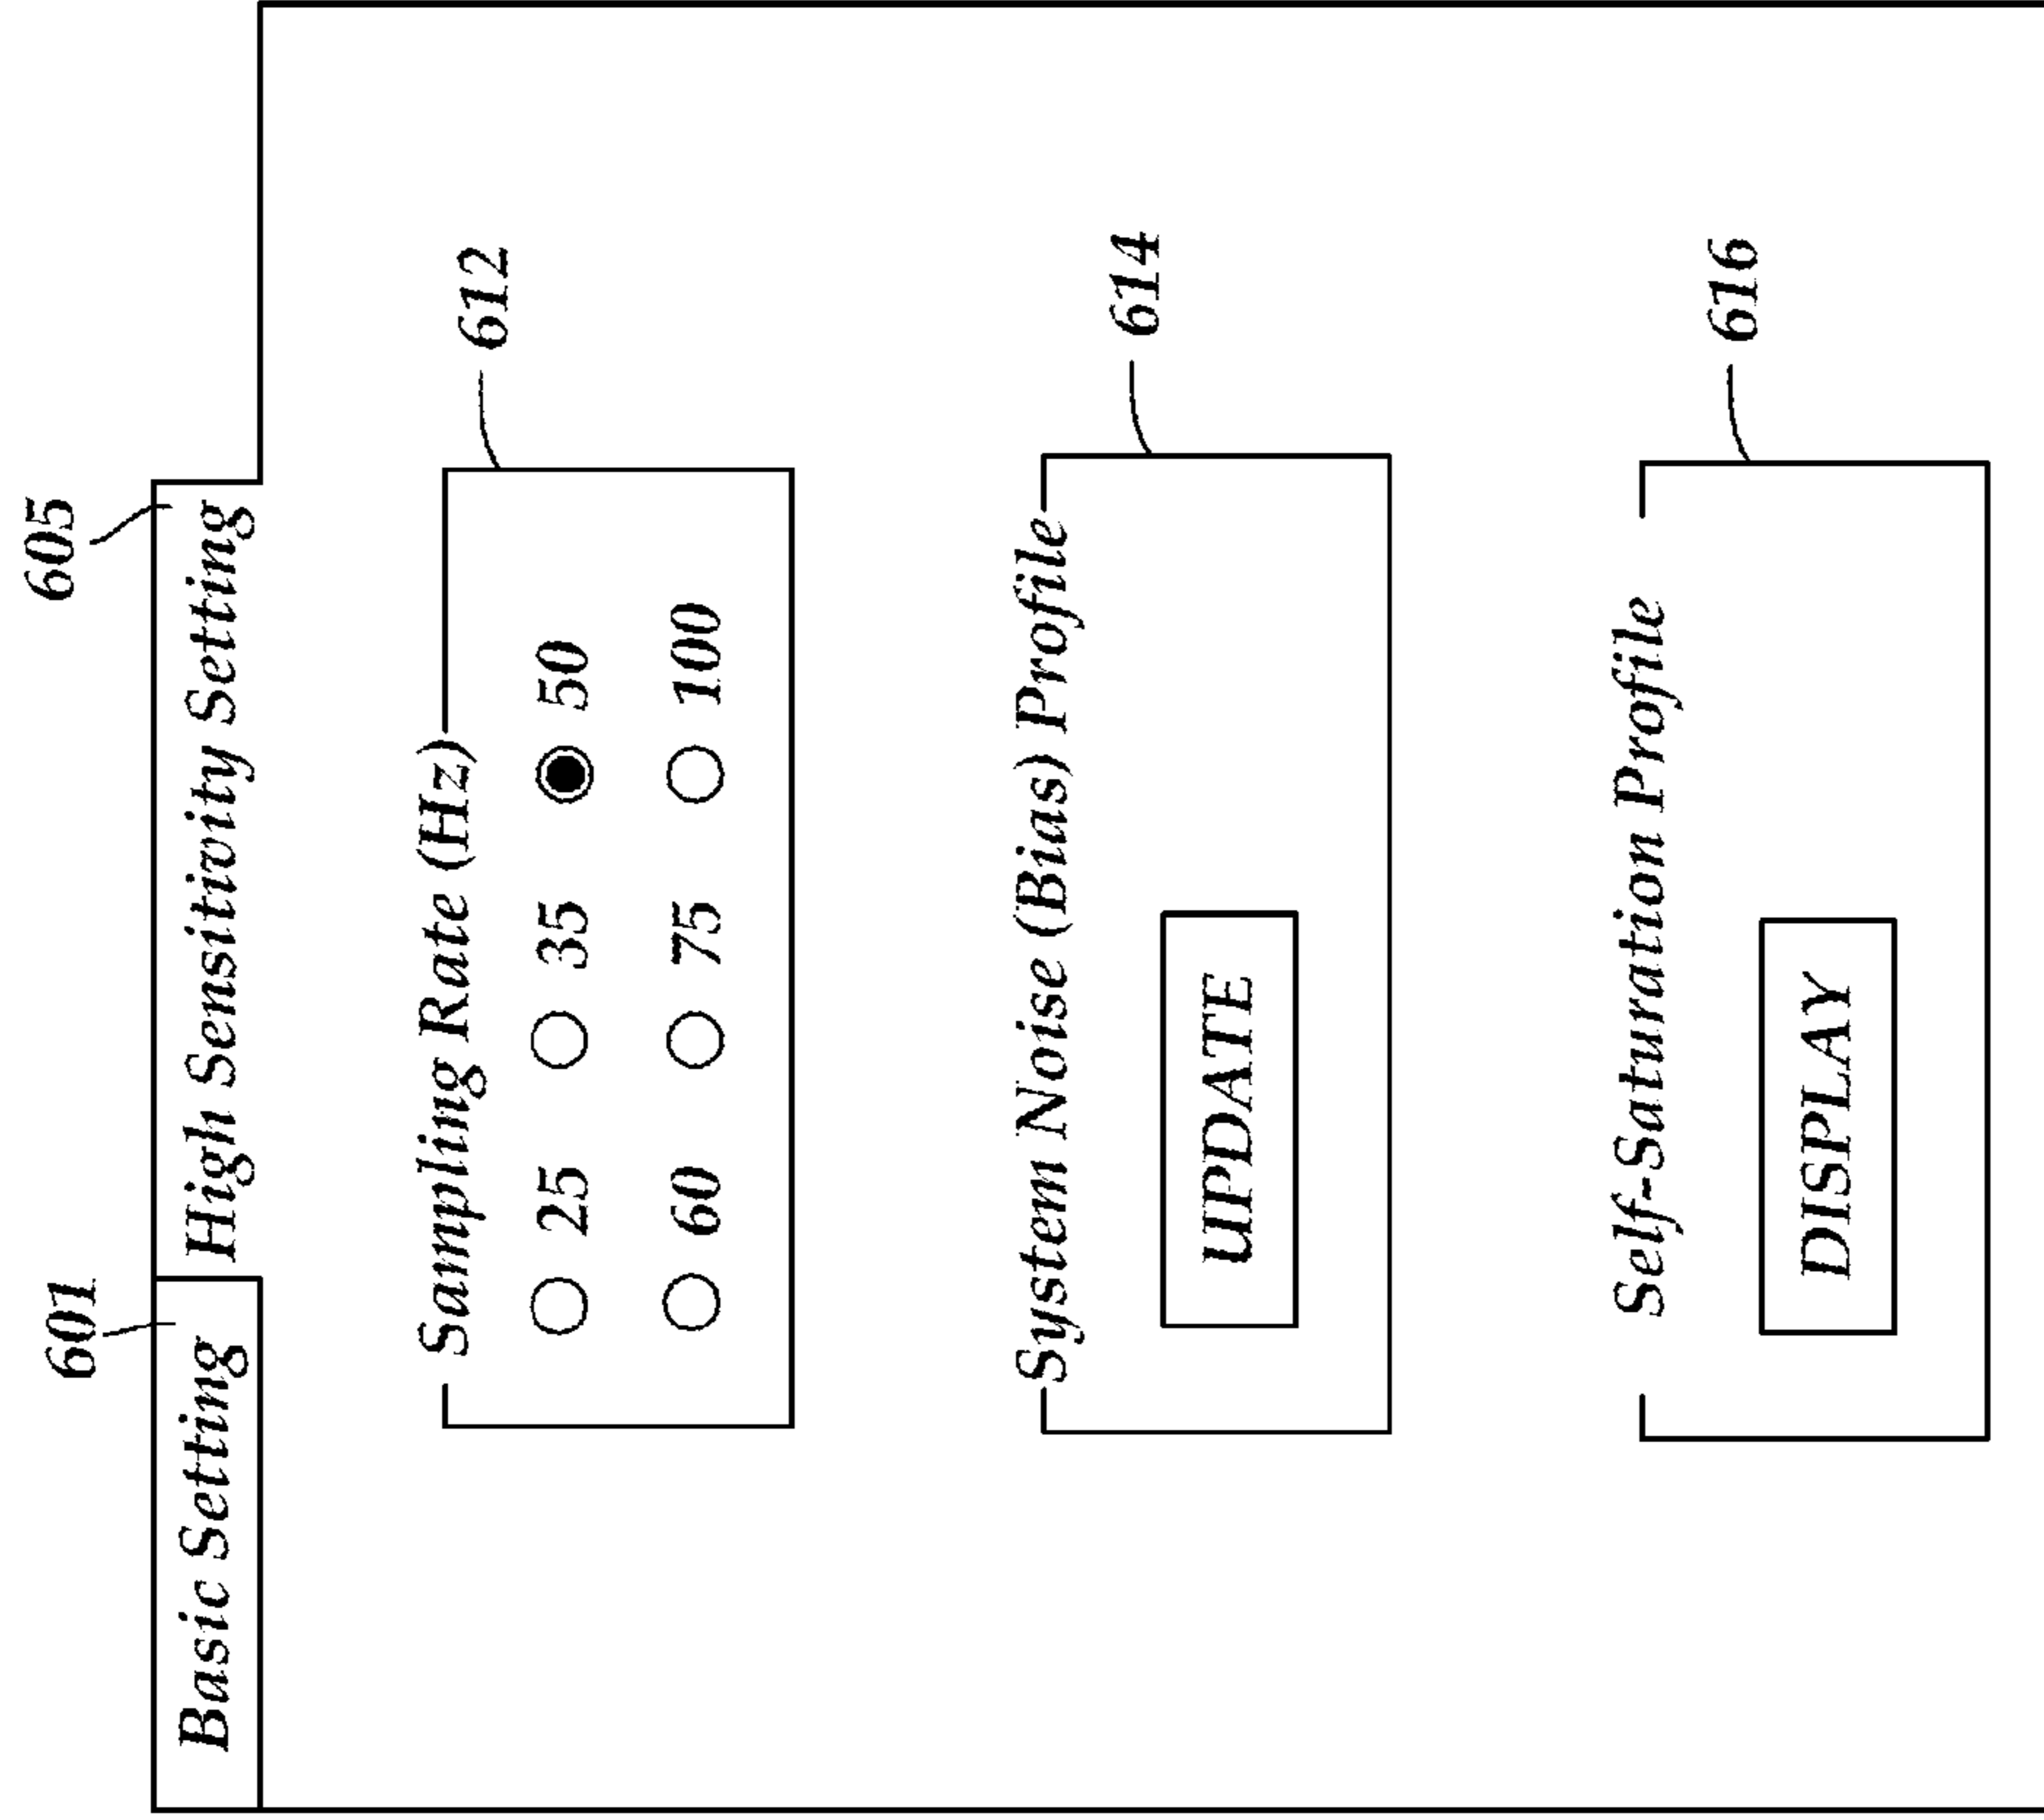 605
601
Basic Setting
High Sensitivity Setting
612
Sampling Rate (Hz)
25 35 50
60 75 100
614
System Noise (Bias) Profile
UPDATE
616
Self-Saturation Profile
DISPLAY